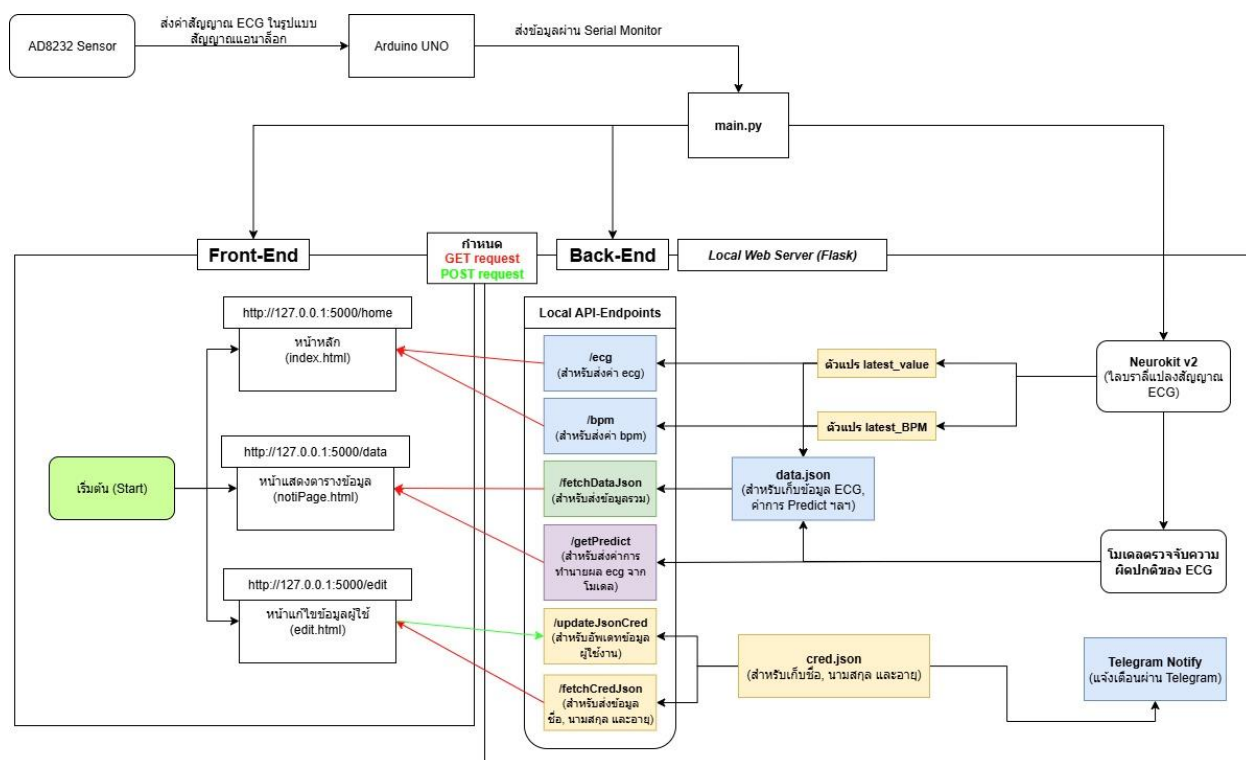 AD8232 Sensor
ส่งค่าสัญญาณ ECG ในรูปแบบ
สัญญาณแอนาล็อก
Arduino UNO
ส่งข้อมูลผ่าน Serial Monitor
main.py
Front-End
กำหนด
GET request
POST request
Back-End
Local Web Server (Flask)
http://127.0.0.1:5000/home
หน้าหลัก
(index.html)
http://127.0.0.1:5000/data
หน้าแสดงตารางข้อมูล
(notiPage.html)
http://127.0.0.1:5000/edit
หน้าแก้ไขข้อมูลผู้ใช้
(edit.html)
เริ่มต้น (Start)
Local API-Endpoints
/ecg
(สำหรับส่งค่า ecg)
/bpm
(สำหรับส่งค่า bpm)
/fetchDataJson
(สำหรับส่งข้อมูลรวม)
/getPredict
(สำหรับส่งค่าการ
ทำนายผล ecg จาก
โมเดล)
/updateJsonCred
(สำหรับอัพเดทข้อมูล
ผู้ใช้งาน)
/fetchCredJson
(สำหรับส่งข้อมูล
ชื่อ, นามสกุล และอายุ)
ตัวแปร latest_value
ตัวแปร latest_BPM
data.json
(สำหรับเก็บข้อมูล ECG,
ค่าการ Predict ฯลฯ)
cred.json
(สำหรับเก็บชื่อ, นามสกุล และอายุ)
Neurokit v2
(ไลบราลี่แปลงสัญญาณ
ECG)
โมเดลตรวจจับความ
ผิดปกติของ ECG
Telegram Notify
(แจ้งเตือนผ่าน Telegram)